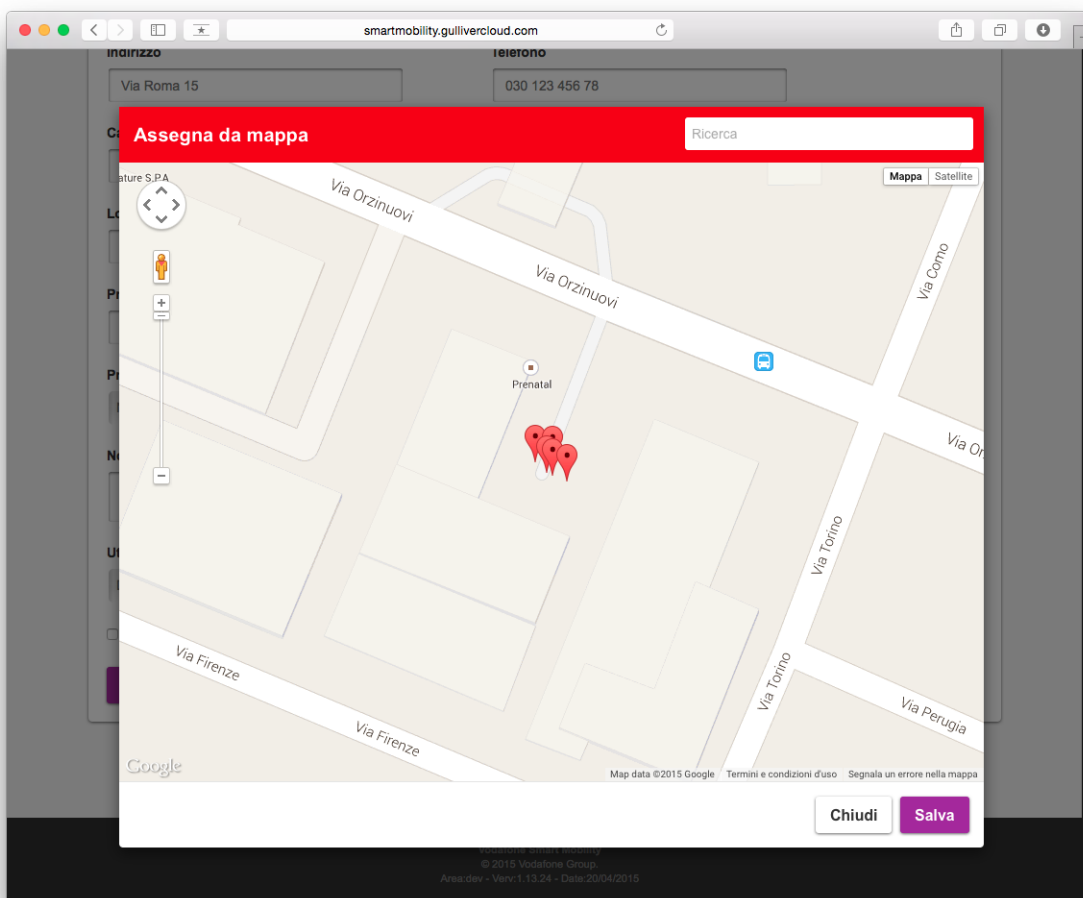 smartmobility.gullivercloud.com
Indirizzo
Telefono
Via Roma 15
030 123 456 78
Assegna da mappa
Ricerca
ature S.P.A
Mappa
Satellite
Via Orzinuovi
Via Como
Via Orzinuovi
Prenatal
Via Or
Via Torino
Via Firenze
Via Torino
Via Perugia
Via Firenze
Google
Map data ©2015 Google
Termini e condizioni d'uso
Segnala un errore nella mappa
Chiudi
Salva
Vodafone Smart Mobility
© 2015 Vodafone Group.
Area:dev - Verv:1.13.24 - Date:20/04/2015